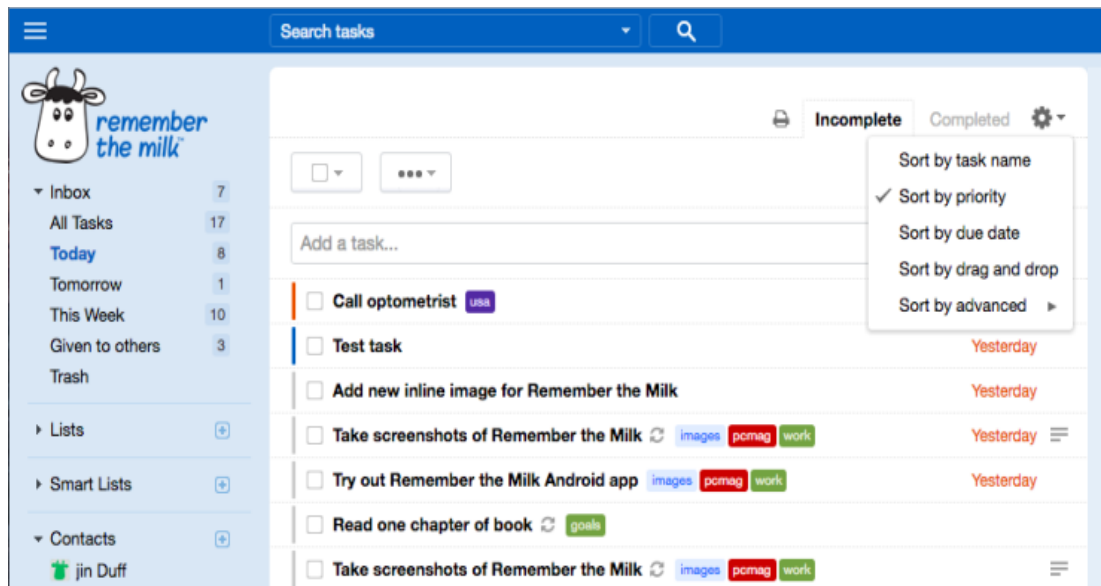 Search tasks
remember
the milk™
Incomplete
Completed
Sort by task name
Sort by priority
Sort by due date
Sort by drag and drop
Sort by advanced
Inbox 7
All Tasks 17
Today 8
Tomorrow 1
This Week 10
Given to others 3
Trash
Lists
Smart Lists
Contacts
jin Duff
Add a task...
Call optometrist usa
Test task Yesterday
Add new inline image for Remember the Milk Yesterday
Take screenshots of Remember the Milk images pcmag work Yesterday
Try out Remember the Milk Android app images pcmag work Yesterday
Read one chapter of book goals
Take screenshots of Remember the Milk images pcmag work